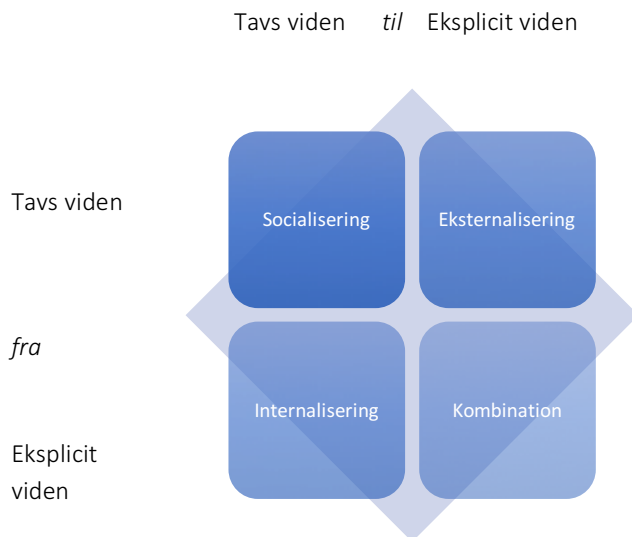 Tavs viden til Eksplicit viden
Tavs viden
Socialisering
Eksternalisering
fra
Internalisering
Kombination
Eksplicit
viden